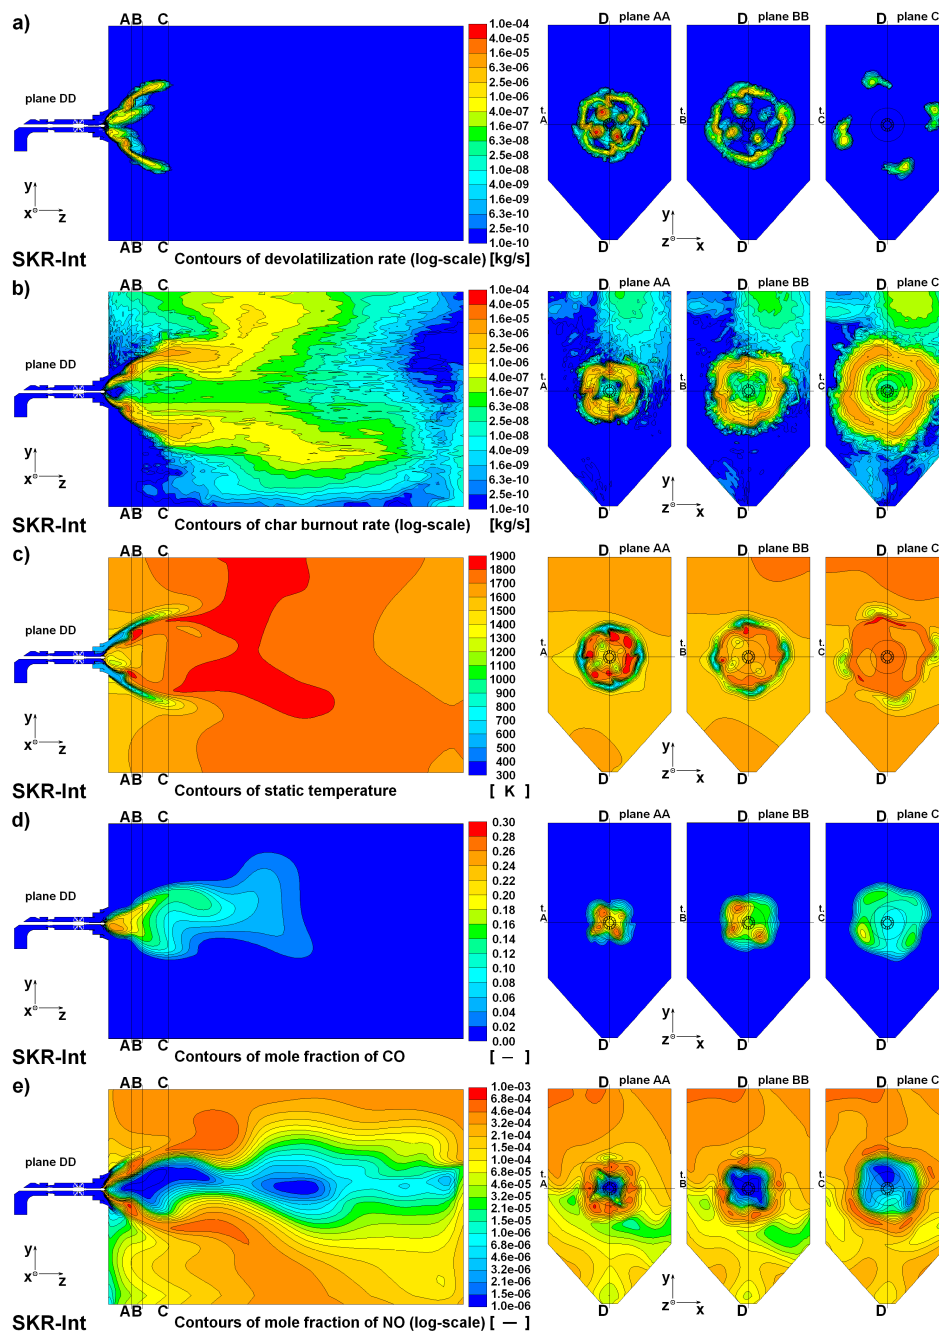 a)
AB C
plane DD
y
x z
AB C
SKR-Int
Contours of devolatilization rate (log-scale) [kg/s]
1.0e-04
4.0e-05
1.6e-05
6.3e-06
2.5e-06
1.0e-06
4.0e-07
1.6e-07
6.3e-08
2.5e-08
1.0e-08
4.0e-09
1.6e-09
6.3e-10
2.5e-10
1.0e-10
D plane AA
D plane BB
D plane C
t. A
t. B
t. C
y
z x
D
D
D
b)
AB C
plane DD
y
x z
AB C
SKR-Int
Contours of char burnout rate (log-scale) [kg/s]
1.0e-04
4.0e-05
1.6e-05
6.3e-06
2.5e-06
1.0e-06
4.0e-07
1.6e-07
6.3e-08
2.5e-08
1.0e-08
4.0e-09
1.6e-09
6.3e-10
2.5e-10
1.0e-10
D plane AA
D plane BB
D plane C
t. A
t. B
t. C
y
z x
D
D
D
c)
AB C
plane DD
y
x z
AB C
SKR-Int
Contours of static temperature [ K ]
1900
1800
1700
1600
1500
1400
1300
1200
1100
1000
900
800
700
600
500
400
300
D plane AA
D plane BB
D plane C
t. A
t. B
t. C
y
z x
D
D
D
d)
AB C
plane DD
y
x z
AB C
SKR-Int
Contours of mole fraction of CO [ — ]
0.30
0.28
0.26
0.24
0.22
0.20
0.18
0.16
0.14
0.12
0.10
0.08
0.06
0.04
0.02
0.00
D plane AA
D plane BB
D plane C
t. A
t. B
t. C
y
z x
D
D
D
e)
AB C
plane DD
y
x z
AB C
SKR-Int
Contours of mole fraction of NO (log-scale) [ — ]
1.0e-03
6.8e-04
4.6e-04
3.2e-04
2.1e-04
1.5e-04
1.0e-04
6.8e-05
4.6e-05
3.2e-05
2.1e-05
1.5e-05
1.0e-05
6.8e-06
4.6e-06
3.2e-06
2.1e-06
1.5e-06
1.0e-06
D plane AA
D plane BB
D plane C
t. A
t. B
t. C
y
z x
D
D
D